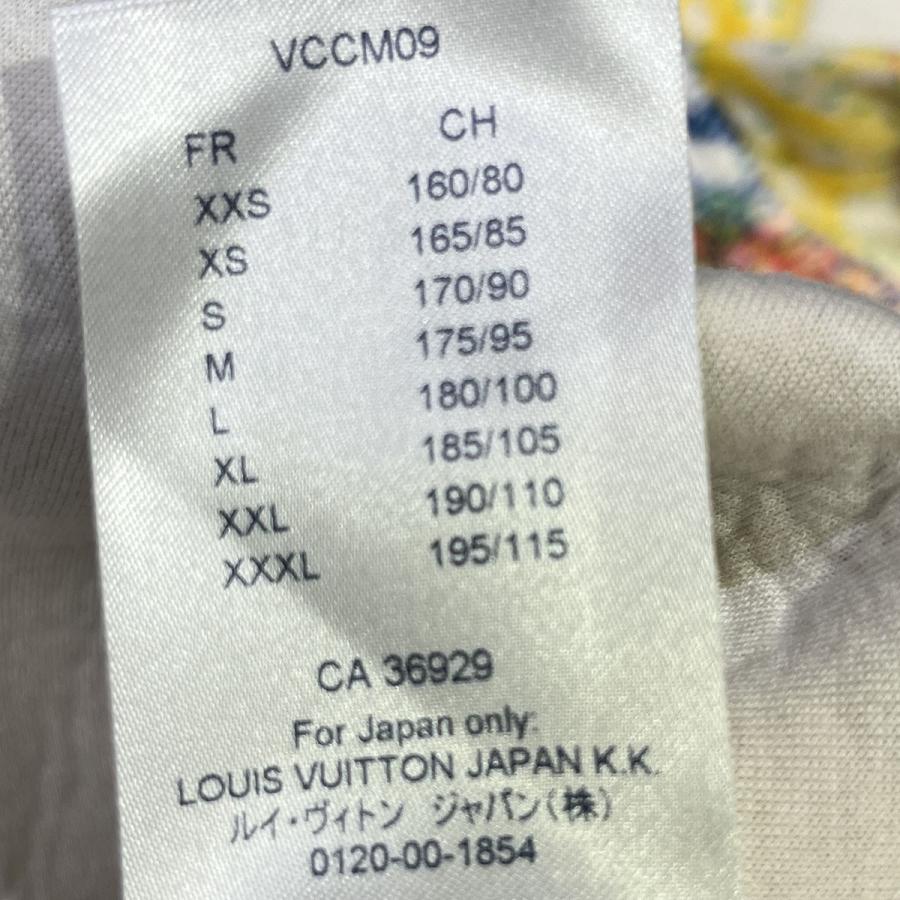 VCCM09
FR CH
XXS 160/80
XS 165/85
S 170/90
M 175/95
L 180/100
XL 185/105
XXL 190/110
XXXL 195/115
CA 36929
For Japan only:
LOUIS VUITTON JAPAN K.K.
ルイ・ヴィトン ジャパン(株)
0120-00-1854